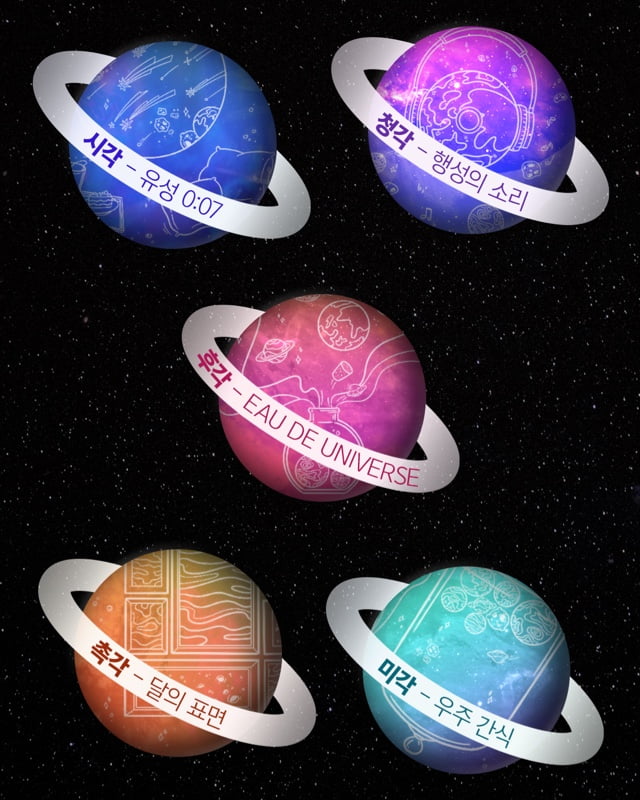 시각 – 유성 0:07
청각 – 행성의 소리
후각 – EAU DE UNIVERSE
촉각 – 달의 표면
미각 – 우주 간식